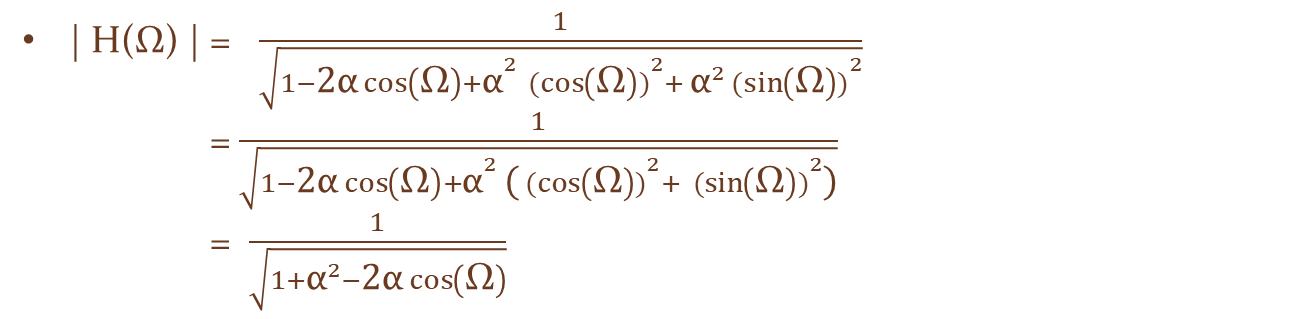 • | H(Ω) | = 1 / √(1−2α cos(Ω)+α² (cos(Ω))²+ α² (sin(Ω))²)
= 1 / √(1−2α cos(Ω)+α² ( (cos(Ω))²+ (sin(Ω))²))
= 1 / √(1+α²−2α cos(Ω))